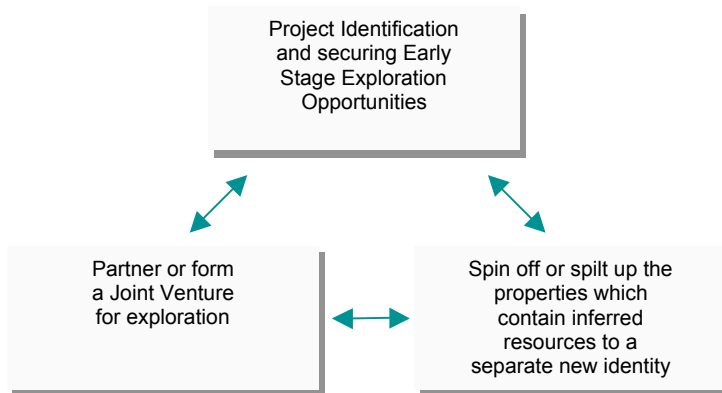 Project Identification
and securing Early
Stage Exploration
Opportunities
Partner or form
a Joint Venture
for exploration
Spin off or spilt up the
properties which
contain inferred
resources to a
separate new identity